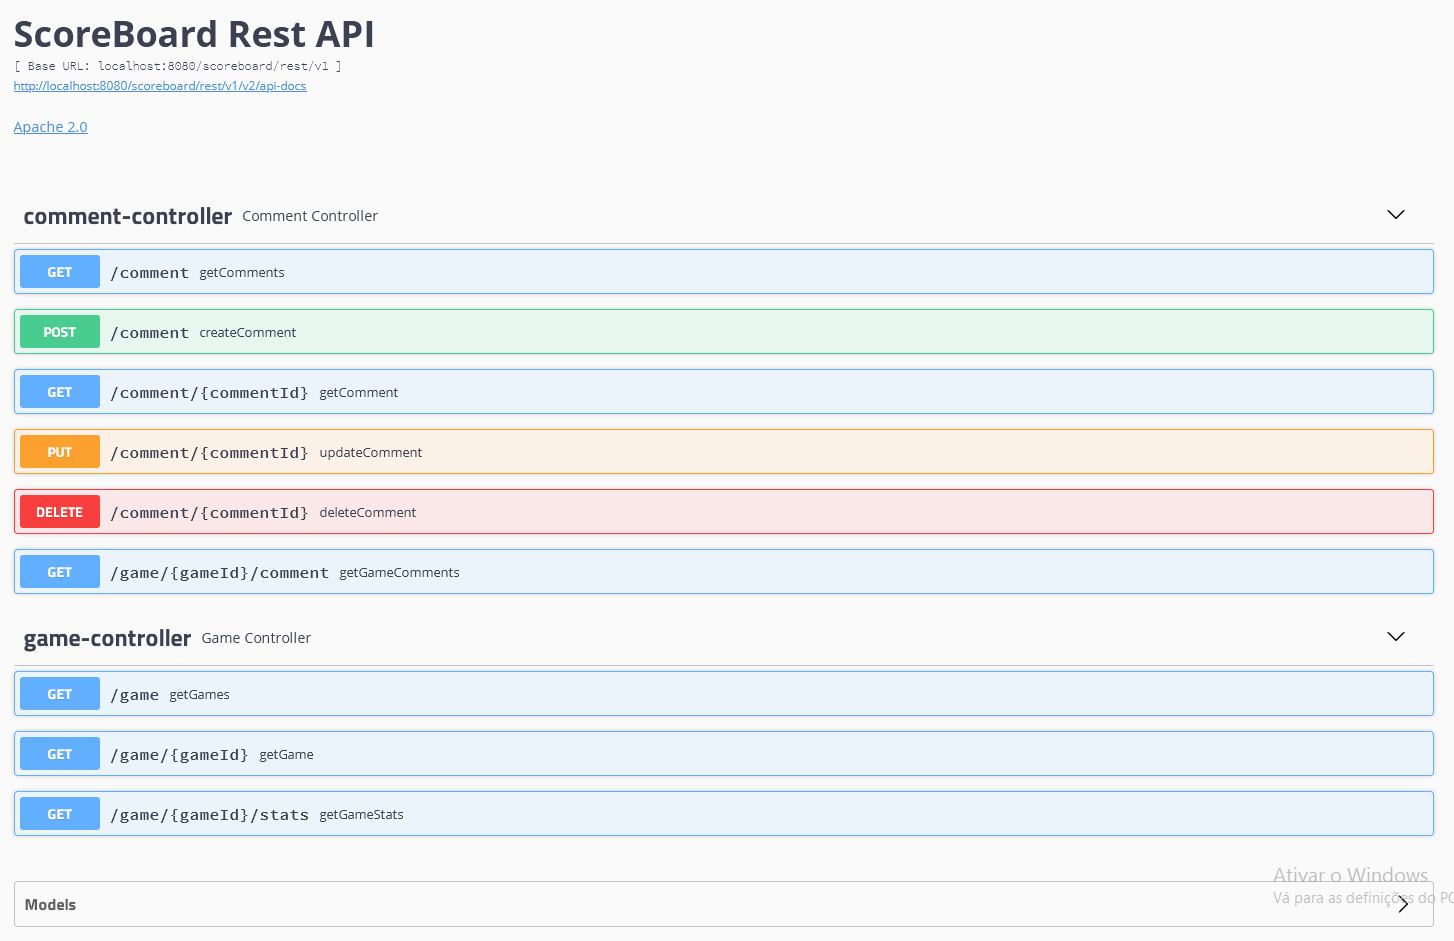 ScoreBoard Rest API
[ Base URL: localhost:8080/scoreboard/rest/v1 ]
http://localhost:8080/scoreboard/rest/v1/v2/api-docs
Apache 2.0
comment-controller Comment Controller
GET /comment getComments
POST /comment createComment
GET /comment/{commentId} getComment
PUT /comment/{commentId} updateComment
DELETE /comment/{commentId} deleteComment
GET /game/{gameId}/comment getGameComments
game-controller Game Controller
GET /game getGames
GET /game/{gameId} getGame
GET /game/{gameId}/stats getGameStats
Ativar o Windows
Vá para as definições do PC
Models